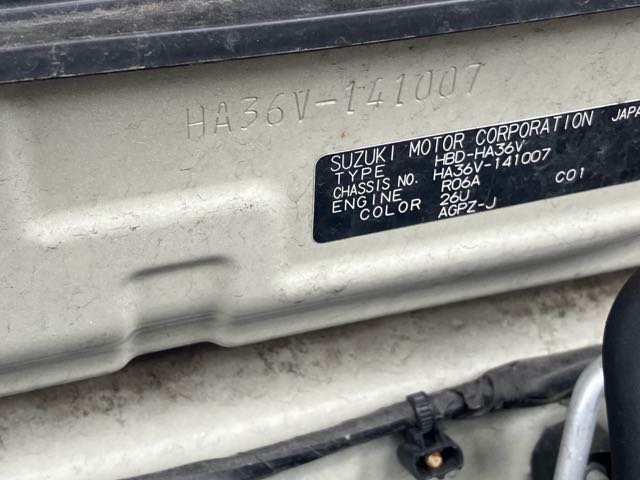 HA36V-141007
SUZUKI MOTOR CORPORATION JAPA
TYPE HBD-HA36V
CHASSIS NO. HA36V-141007
ENGINE R06A C01
COLOR 26U
AGPZ-J